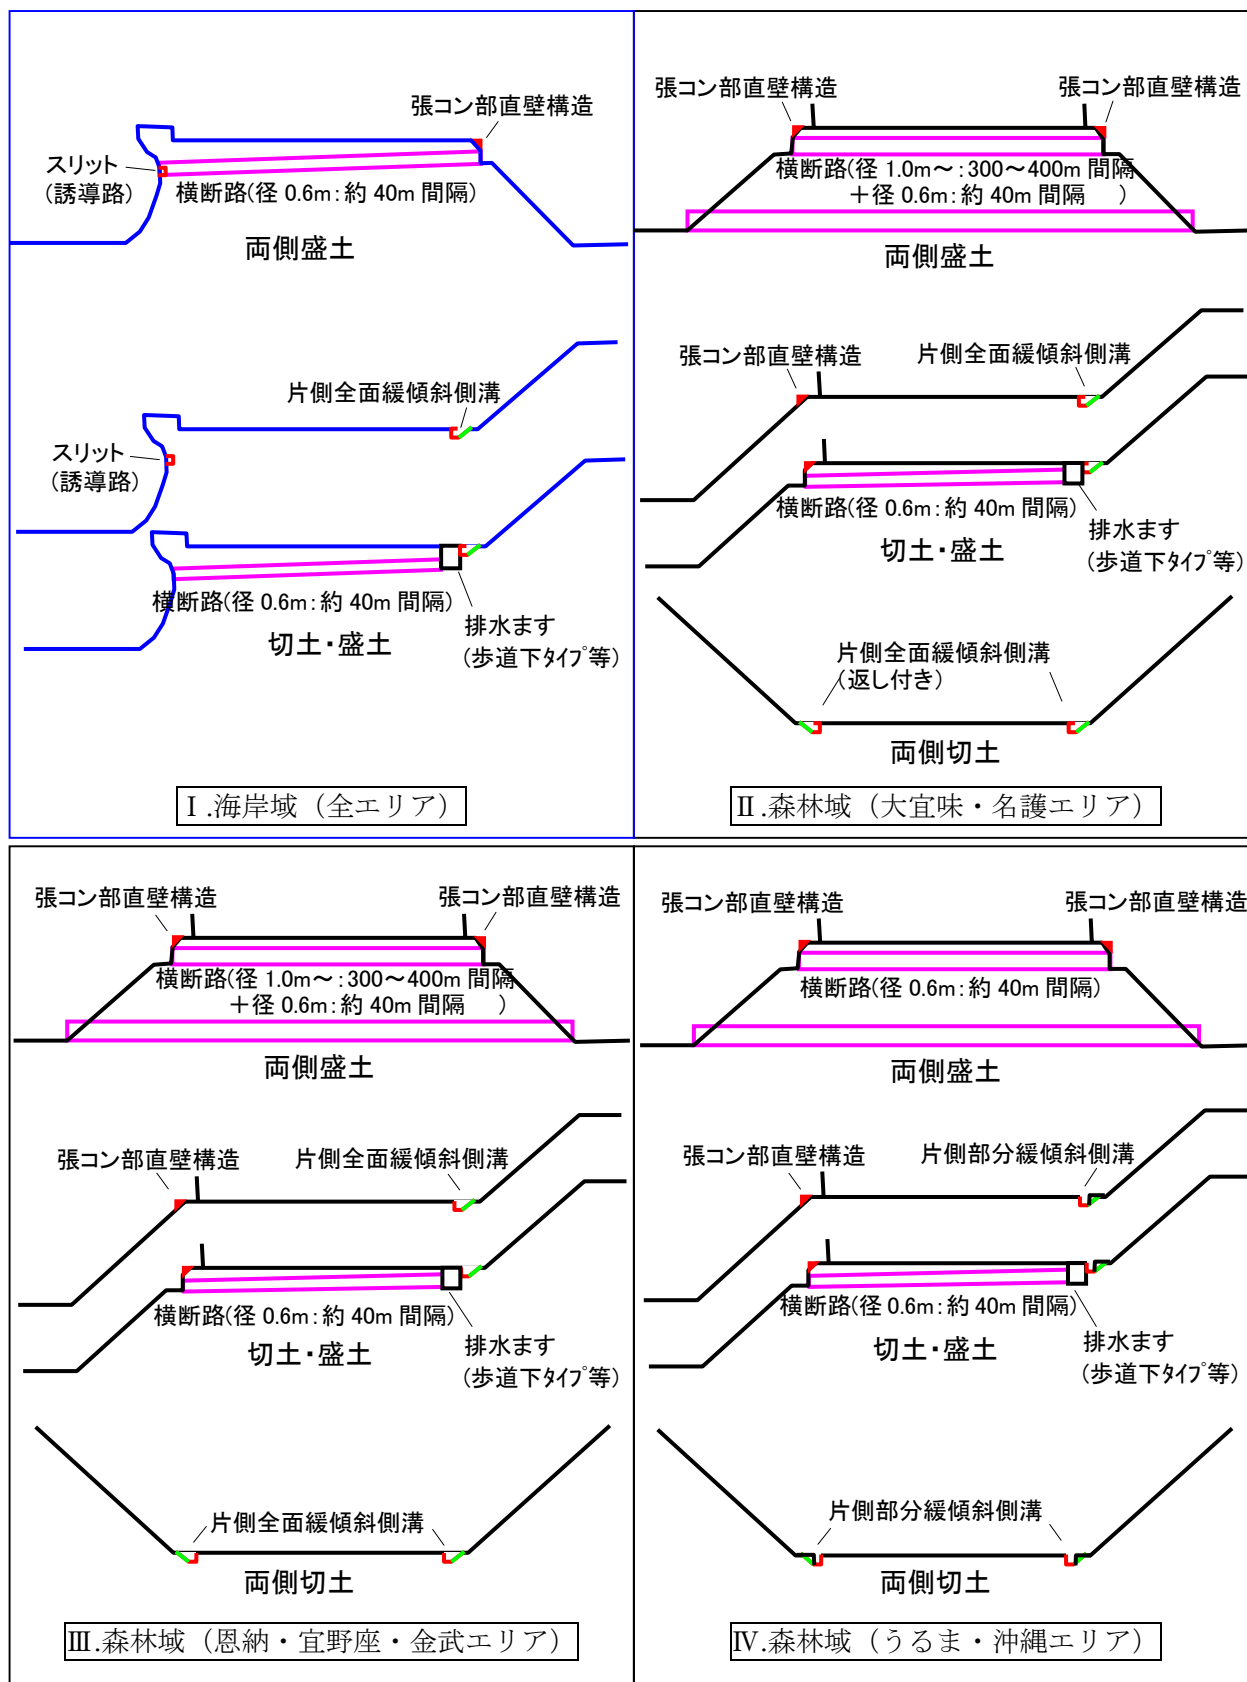 張コン部直壁構造
スリット
(誘導路)
横断路(径 0.6m:約 40m 間隔)
両側盛土
片側全面緩傾斜側溝
スリット
(誘導路)
横断路(径 0.6m:約 40m 間隔)
切土・盛土
排水ます
(歩道下ﾀｲﾌﾟ等)
Ⅰ.海岸域（全エリア）
張コン部直壁構造
張コン部直壁構造
横断路(径 1.0m～:300～400m 間隔
＋径 0.6m:約 40m 間隔　)
両側盛土
張コン部直壁構造
片側全面緩傾斜側溝
横断路(径 0.6m:約 40m 間隔)
切土・盛土
排水ます
(歩道下ﾀｲﾌﾟ等)
片側全面緩傾斜側溝
(返し付き)
両側切土
Ⅱ.森林域（大宜味・名護エリア）
張コン部直壁構造
張コン部直壁構造
横断路(径 1.0m～:300～400m 間隔
＋径 0.6m:約 40m 間隔　)
両側盛土
張コン部直壁構造
片側全面緩傾斜側溝
横断路(径 0.6m:約 40m 間隔)
切土・盛土
排水ます
(歩道下ﾀｲﾌﾟ等)
片側全面緩傾斜側溝
両側切土
Ⅲ.森林域（恩納・宜野座・金武エリア）
張コン部直壁構造
張コン部直壁構造
横断路(径 0.6m:約 40m 間隔)
両側盛土
張コン部直壁構造
片側部分緩傾斜側溝
横断路(径 0.6m:約 40m 間隔)
切土・盛土
排水ます
(歩道下ﾀｲﾌﾟ等)
片側部分緩傾斜側溝
両側切土
Ⅳ.森林域（うるま・沖縄エリア）